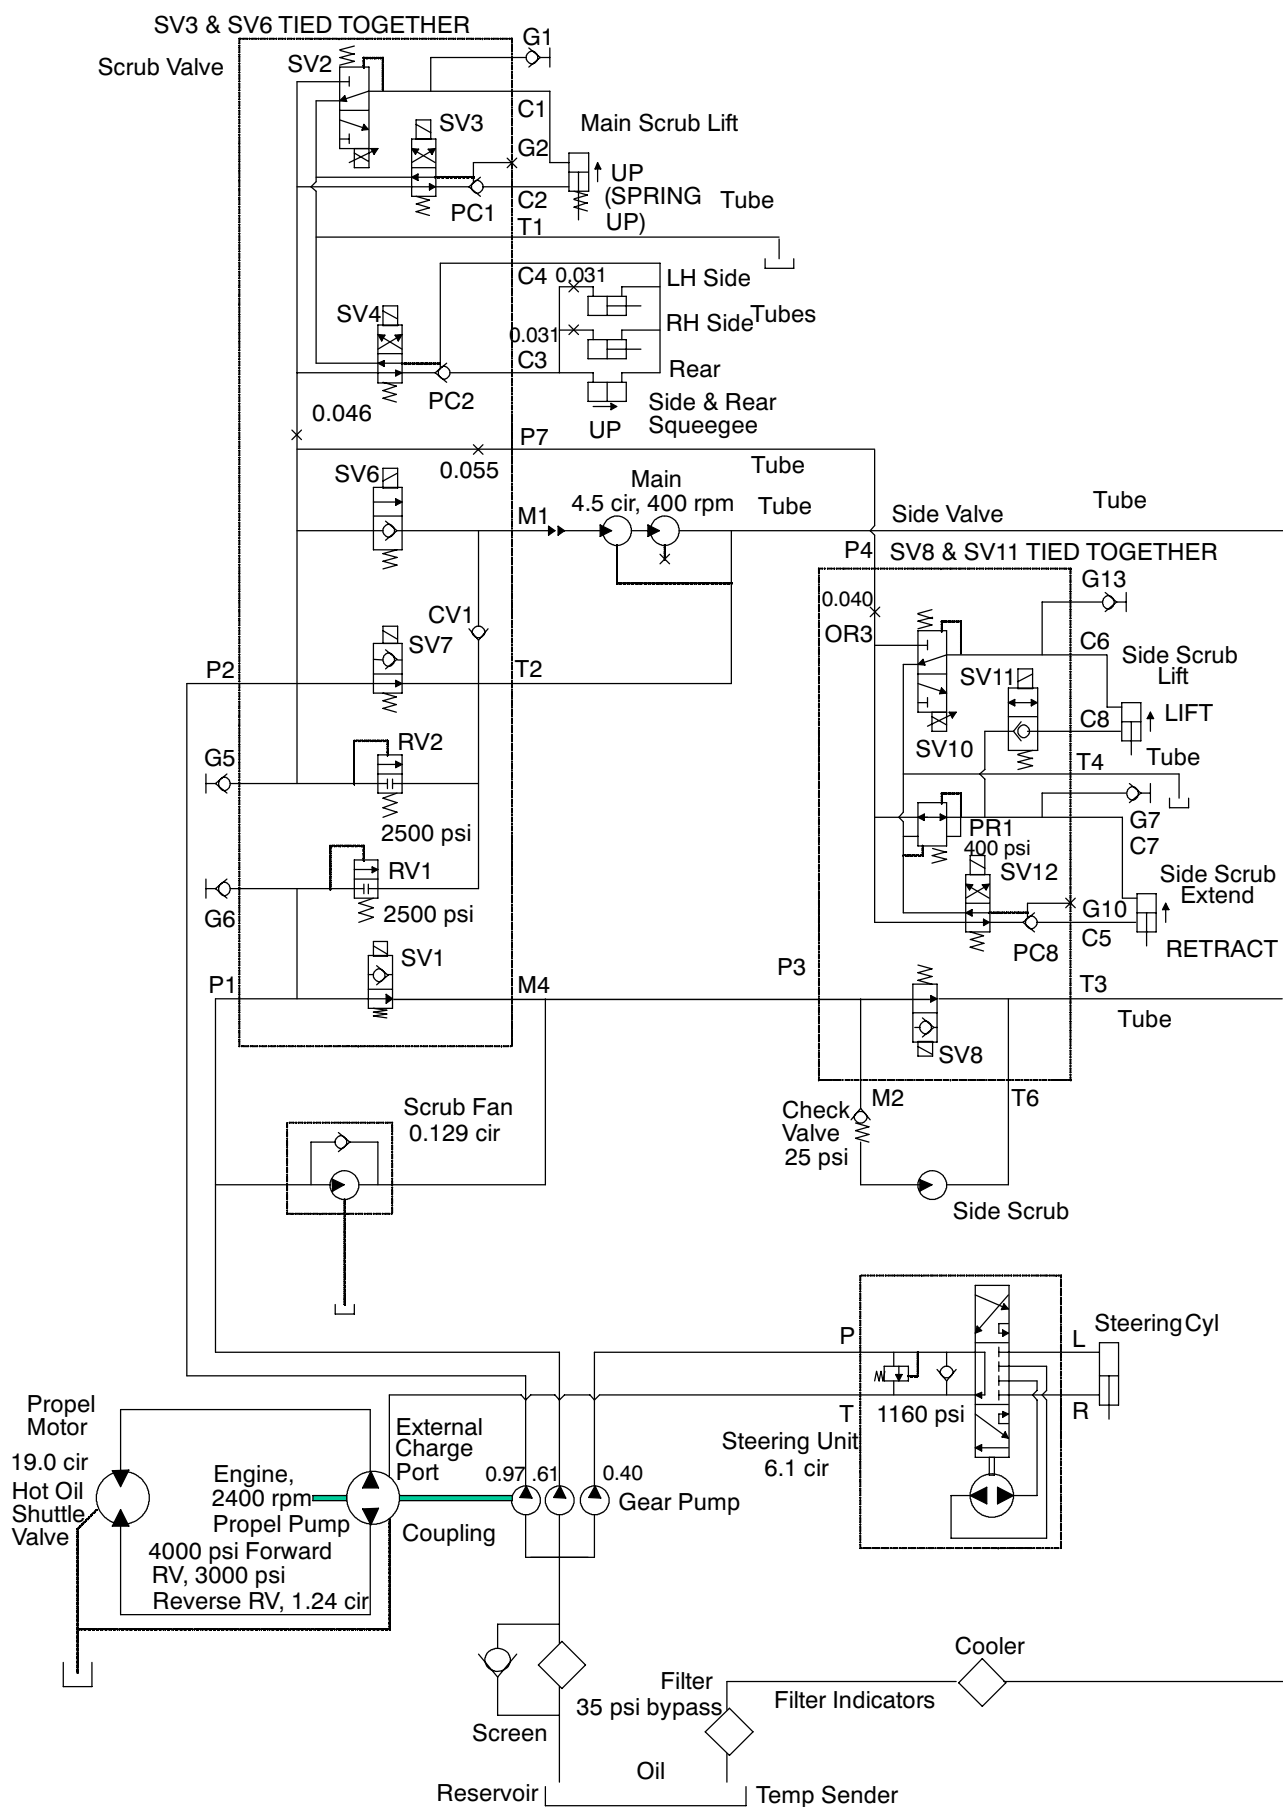 SV3 & SV6 TIED TOGETHER
Scrub Valve
SV2
G1
C1
SV3
Main Scrub Lift
G2
UP
(SPRING
UP)
C2
PC1
Tube
T1
C4
0.031
LH Side
SV4
0.031
RH Side
Tubes
C3
Rear
PC2
Side & Rear
Squeegee
UP
0.046
P7
0.055
Tube
SV6
Main
4.5 cir, 400 rpm
Tube
Tube
M1
Side Valve
P4
SV8 & SV11 TIED TOGETHER
G13
0.040
OR3
CV1
SV7
C6
Side Scrub
Lift
P2
T2
SV11
LIFT
C8
SV10
RV2
G5
T4
Tube
2500 psi
G7
PR1
400 psi
C7
RV1
SV12
Side Scrub
Extend
G6
2500 psi
G10
C5
PC8
RETRACT
SV1
P3
P1
M4
T3
Tube
SV8
M2
T6
Scrub Fan
0.129 cir
Check
Valve
25 psi
Side Scrub
P
L
Steering Cyl
T
1160 psi
R
Propel
Motor
External
Charge
Port
Steering Unit
6.1 cir
19.0 cir
Hot Oil
Shuttle
Valve
Engine,
2400 rpm
Propel Pump
0.97
.61
0.40
Gear Pump
Coupling
4000 psi Forward
RV, 3000 psi
Reverse RV, 1.24 cir
Cooler
Filter
35 psi bypass
Filter Indicators
Screen
Oil
Reservoir
Temp Sender